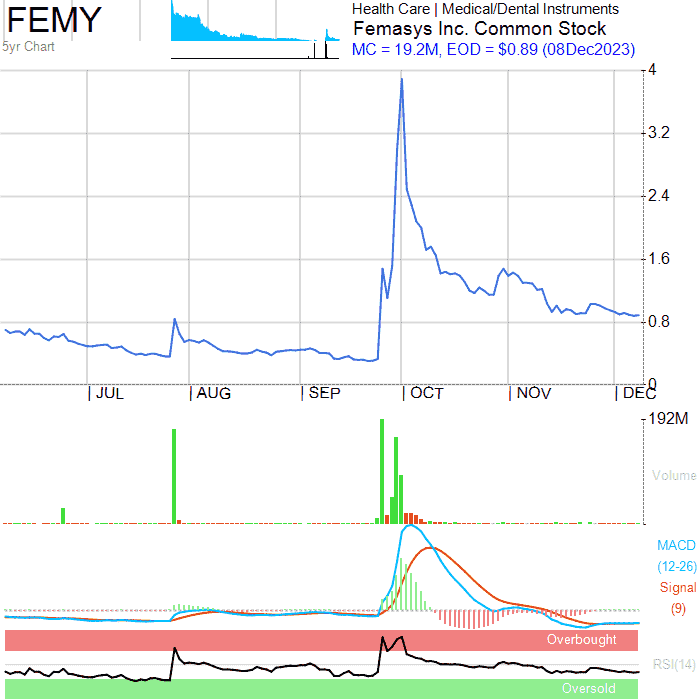 FEMY
5yr Chart
Health Care | Medical/Dental Instruments
Femasys Inc. Common Stock
MC = 19.2M, EOD = $0.89 (08Dec2023)
4
3.2
2.4
1.6
0.8
0
JUL AUG SEP OCT NOV DEC
192M
Volume
MACD
(12-26)
Signal
(9)
Overbought
RSI(14)
Oversold